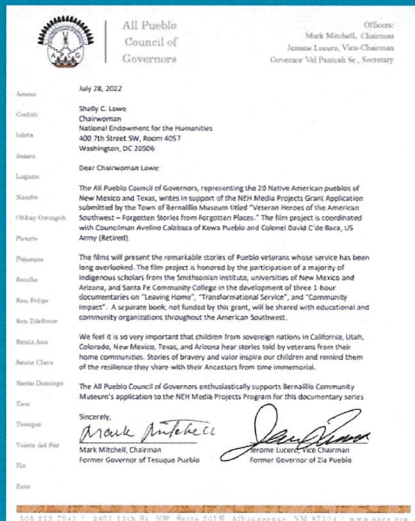 All Pueblo
Council of
Governors
Officers:
Mark Mitchell, Chairman
Jerome Lucero, Vice-Chairman
Governor Val Panteah Sr., Secretary
Acoma
Cochiti
Isleta
Jemez
Laguna
Nambe
Ohkay Owingeh
Picuris
Pojoaque
Sandia
San Felipe
San Ildefonso
Santa Ana
Santa Clara
Santo Domingo
Taos
Tesuque
Ysleta del Sur
Zia
Zuni
July 28, 2022
Shelly C. Lowe
Chairwoman
National Endowment for the Humanities
400 7th Street SW, Room 4057
Washington, DC 20506
Dear Chairwoman Lowe:
The All Pueblo Council of Governors, representing the 20 Native American pueblos of
New Mexico and Texas, writes in support of the NEH Media Projects Grant Application
submitted by the Town of Bernalillo Museum titled "Veteran Heroes of the American
Southwest – Forgotten Stories from Forgotten Places." The film project is coordinated
with Councilman Avelino Calabaza of Kewa Pueblo and Colonel David C'de Baca, US
Army (Retired).
The films will present the remarkable stories of Pueblo veterans whose service has been
long overlooked. The film project is honored by the participation of a majority of
Indigenous scholars from the Smithsonian Institute, universities of New Mexico and
Arizona, and Santa Fe Community College in the development of three 1-hour
documentaries on "Leaving Home", "Transformational Service", and "Community
Impact". A separate book, not funded by this grant, will be shared with educational and
community organizations throughout the American Southwest.
We feel it is so very important that children from sovereign nations in California, Utah,
Colorado, New Mexico, Texas, and Arizona hear stories told by veterans from their
home communities. Stories of bravery and valor inspire our children and remind them
of the resilience they share with their Ancestors from time immemorial.
The All Pueblo Council of Governors enthusiastically supports Bernalillo Community
Museum's application to the NEH Media Projects Program for this documentary series.
Sincerely,
Mark Mitchell
Mark Mitchell, Chairman
Former Governor of Tesuque Pueblo
Jerome Lucero, Vice Chairman
Former Governor of Zia Pueblo
2401 12th St. NW
Albuquerque, NM 87104